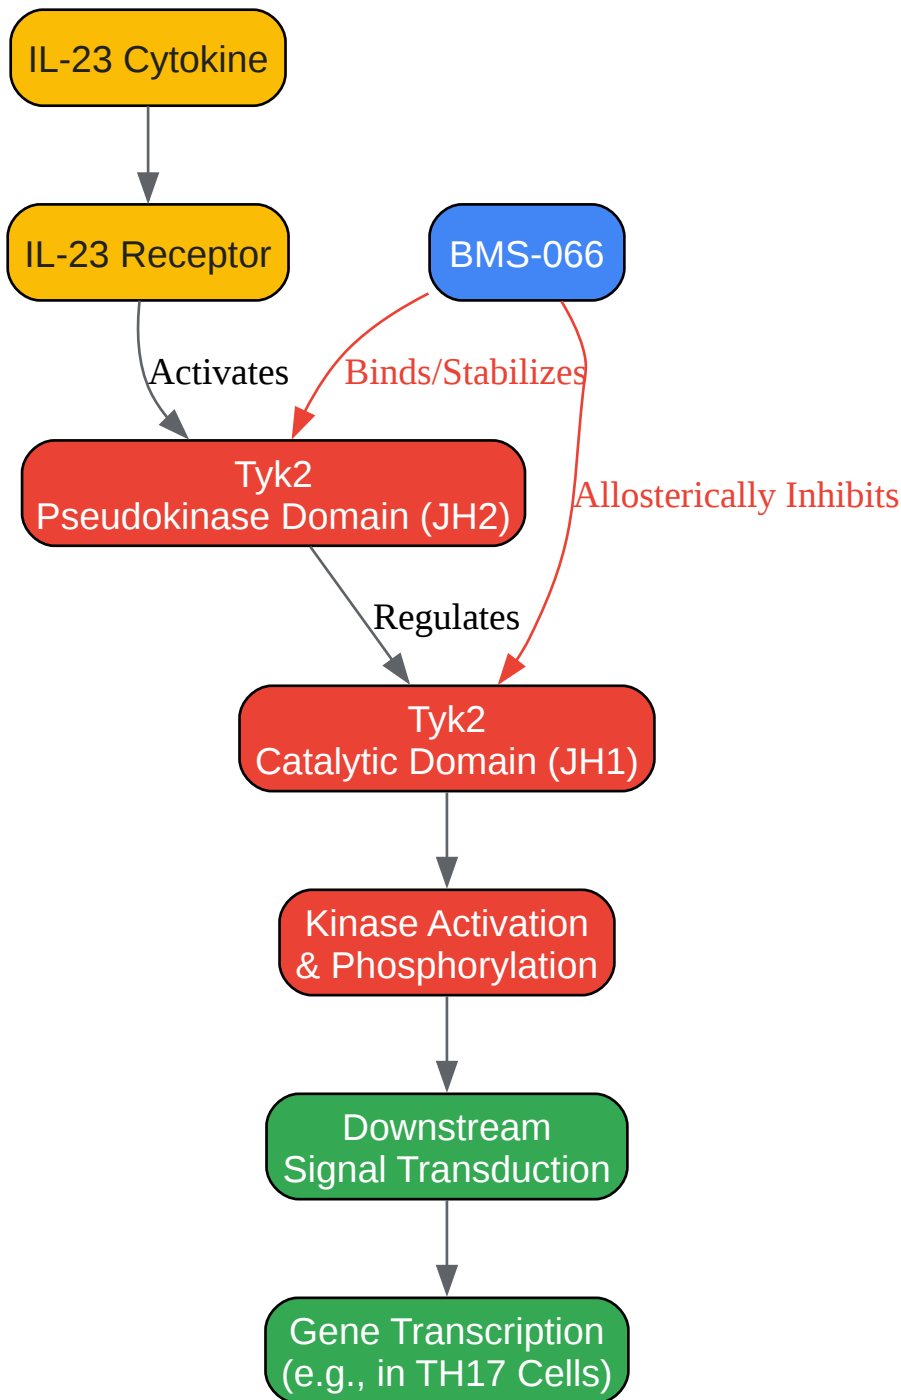 IL-23 Cytokine
IL-23 Receptor
BMS-066
Activates
Binds/Stabilizes
Tyk2
Pseudokinase Domain (JH2)
Allosterically Inhibits
Regulates
Tyk2
Catalytic Domain (JH1)
Kinase Activation
& Phosphorylation
Downstream
Signal Transduction
Gene Transcription
(e.g., in TH17 Cells)